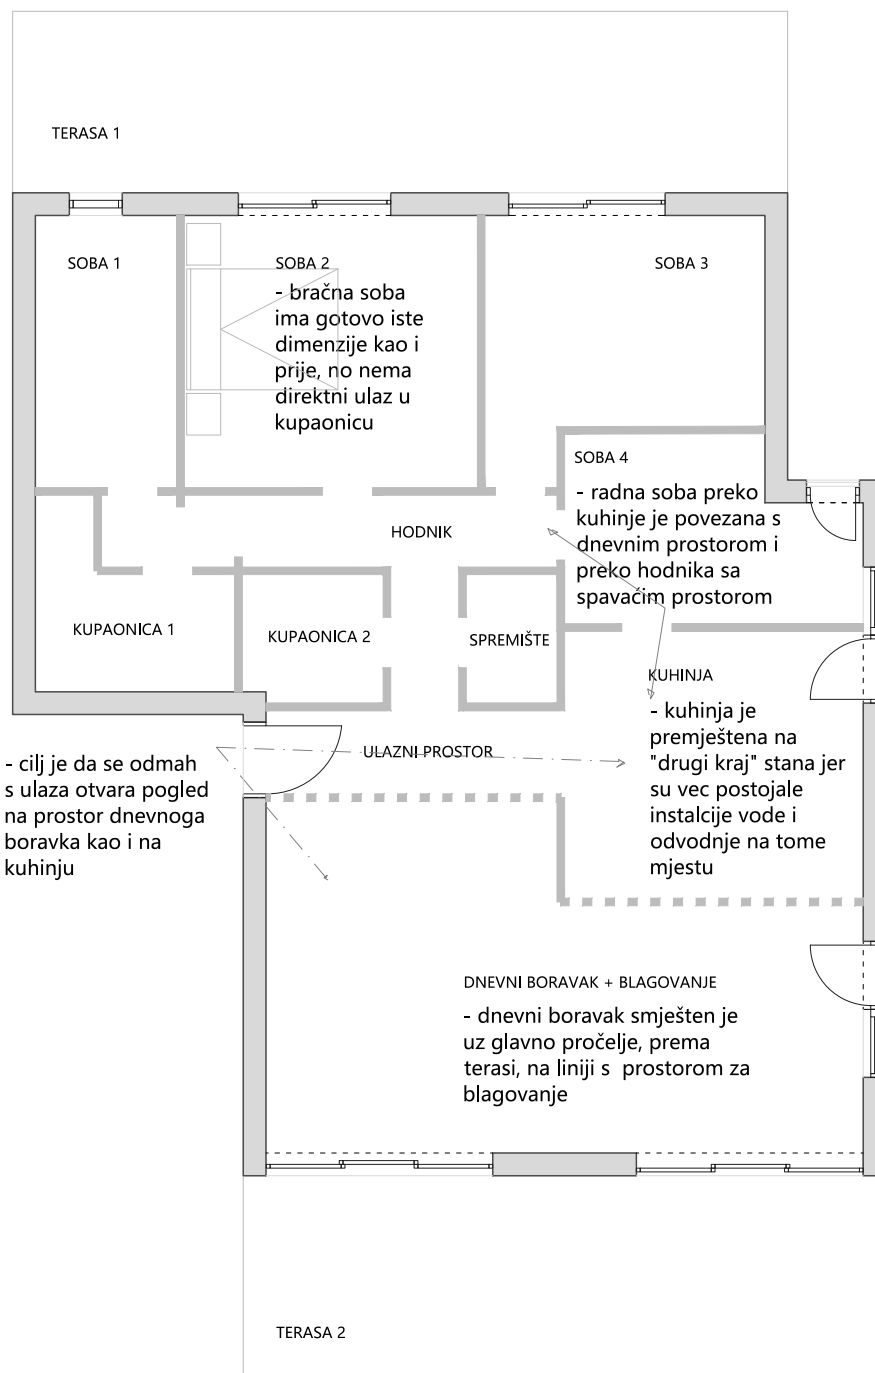 TERASA 1
SOBA 1
SOBA 2
- bračna soba
ima gotovo iste
dimenzije kao i
prije, no nema
direktni ulaz u
kupaonicu
SOBA 3
SOBA 4
- radna soba preko
kuhinje je povezana s
dnevnim prostorom i
preko hodnika sa
spavaćim prostorom
HODNIK
KUPAONICA 1
KUPAONICA 2
SPREMIŠTE
KUHINJA
- kuhinja je
premještena na
"drugi kraj" stana jer
su vec postojale
instalcije vode i
odvodnje na tome
mjestu
ULAZNI PROSTOR
- cilj je da se odmah
s ulaza otvara pogled
na prostor dnevnoga
boravka kao i na
kuhinju
DNEVNI BORAVAK + BLAGOVANJE
- dnevni boravak smješten je
uz glavno pročelje, prema
terasi, na liniji s prostorom za
blagovanje
TERASA 2